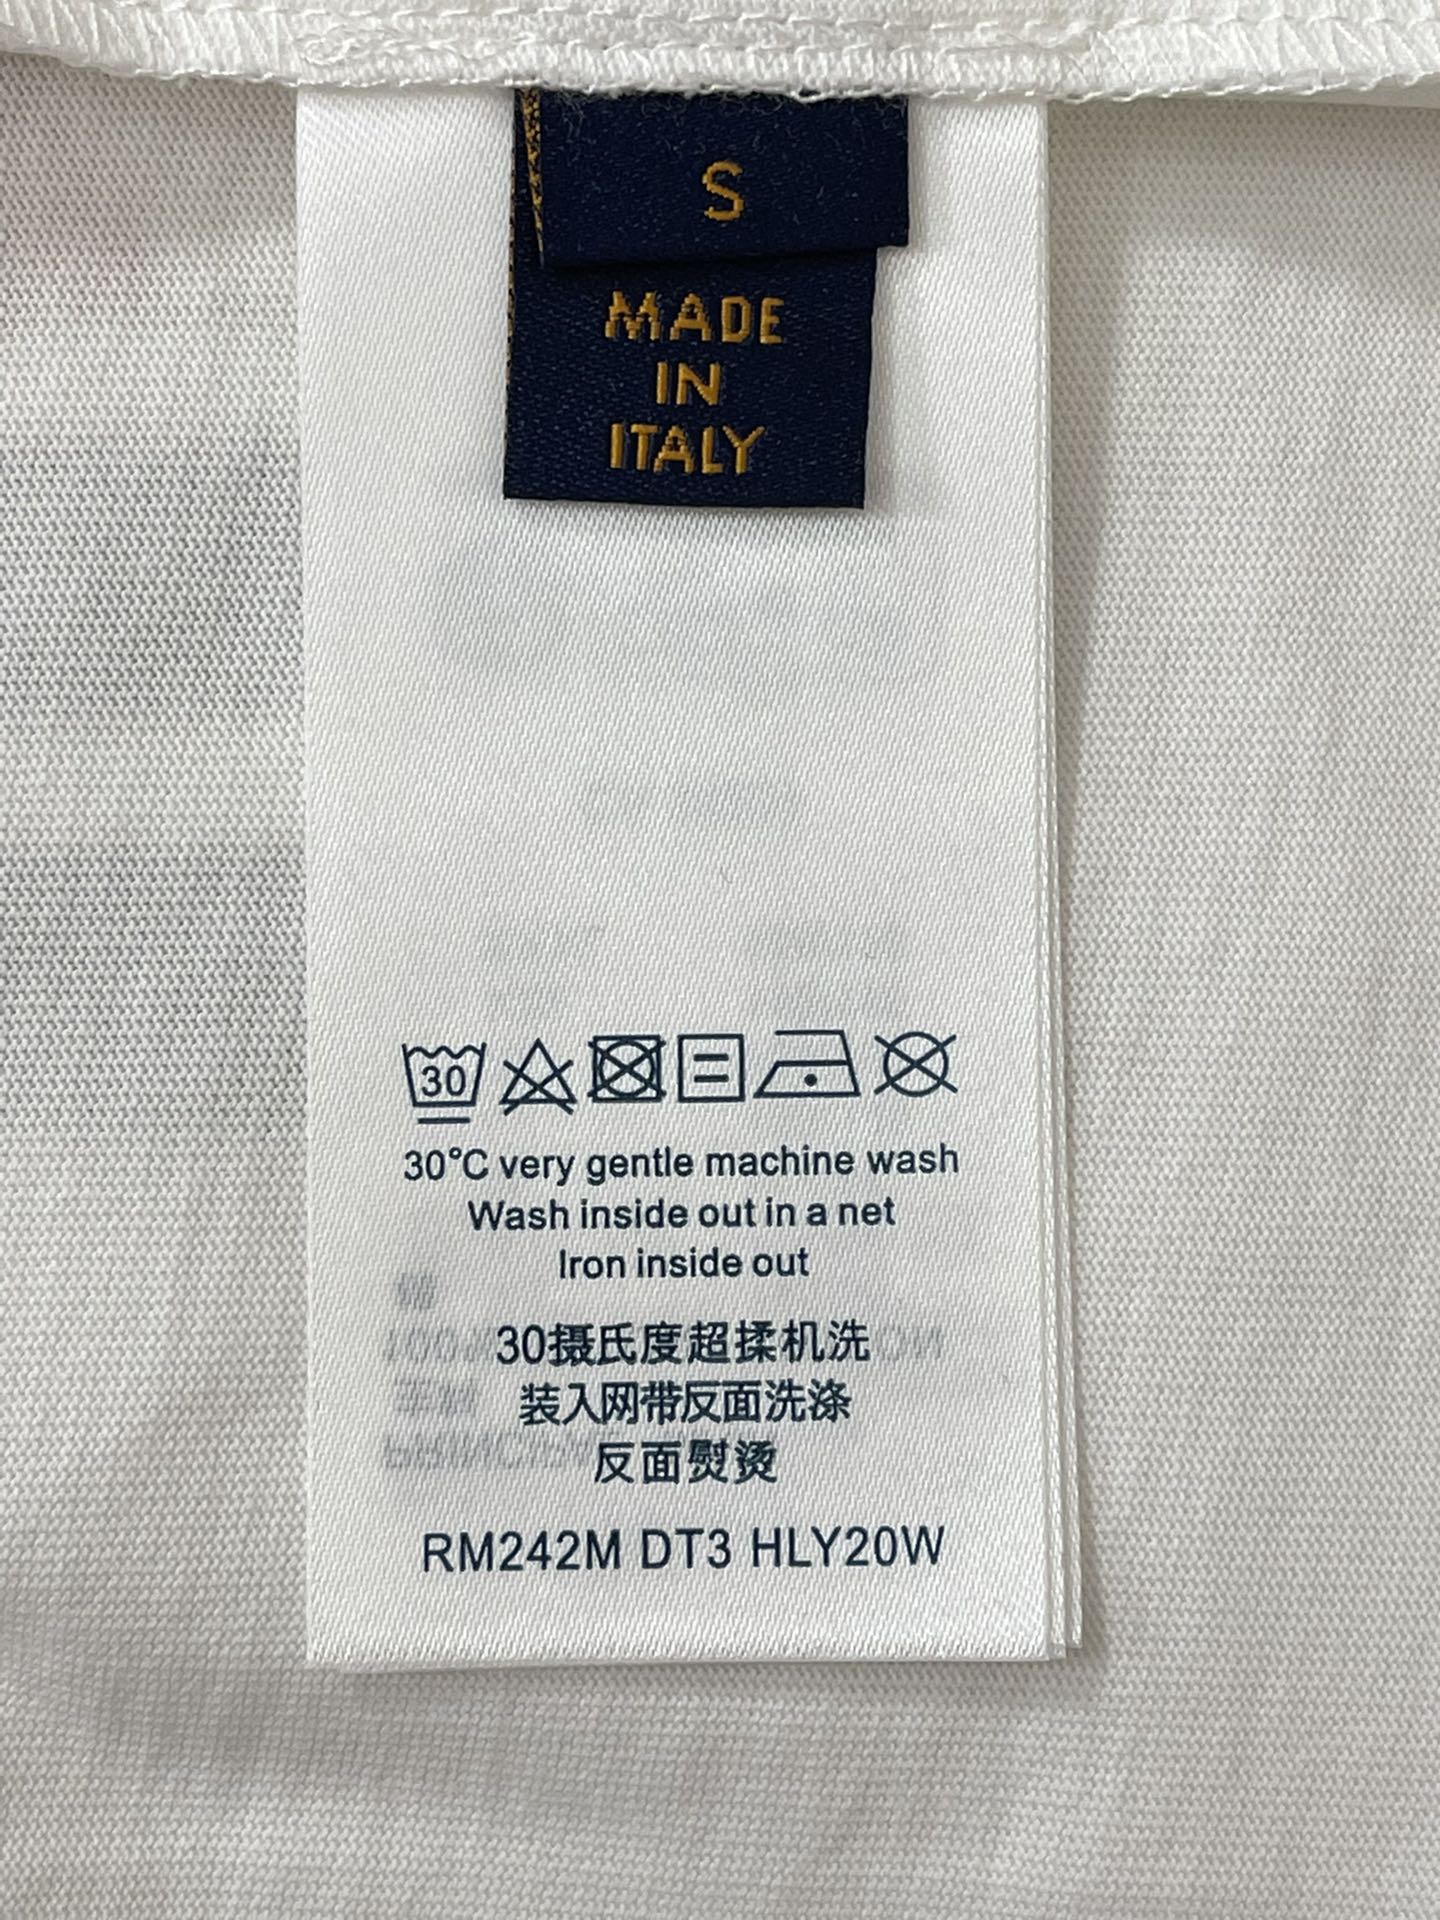 S
MADE
IN
ITALY
30
30°C very gentle machine wash
Wash inside out in a net
Iron inside out
30摄氏度超揉机洗
装入网带反面洗涤
反面熨烫
RM242M DT3 HLY20W